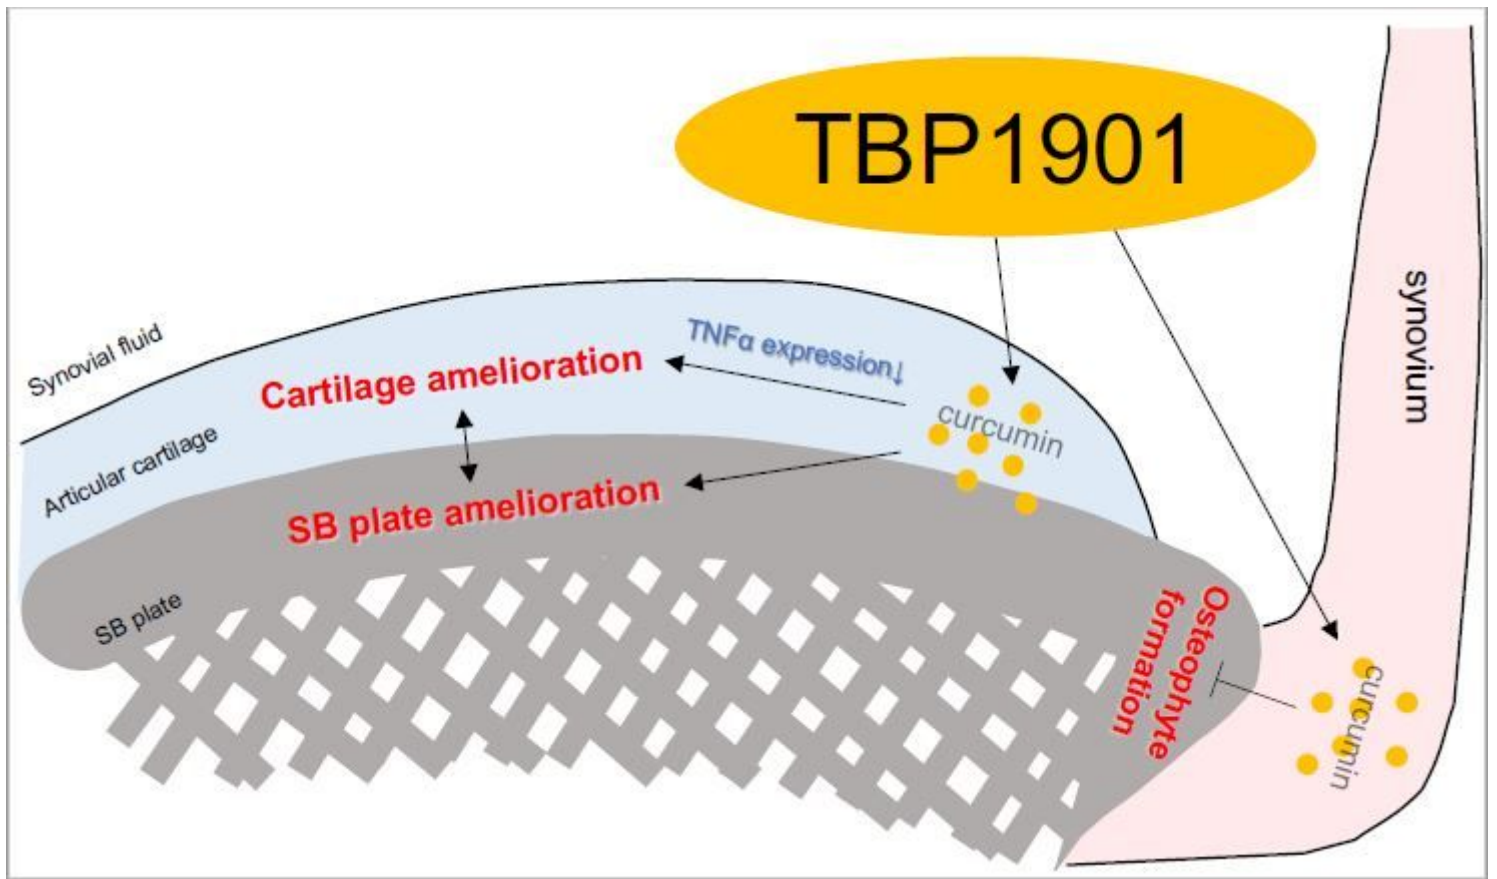 TBP1901
synovium
Synovial fluid
TNFα expression↓
Cartilage amelioration
curcumin
Articular cartilage
SB plate amelioration
SB plate
Osteophyte
formation
curcumin